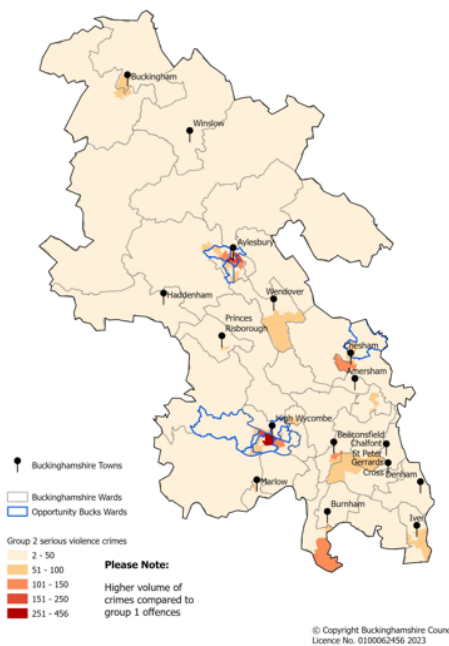 Buckingham
Winslow
Aylesbury
Haddenham
Wendover
Princes
Risborough
Chesham
Amersham
High Wycombe
Beaconsfield
Chalfont
St Peter
Gerrards
Cross
Denham
Marlow
Burnham
Iver
Buckinghamshire Towns
Buckinghamshire Wards
Opportunity Bucks Wards
Group 2 serious violence crimes
2 - 50
51 - 100
101 - 150
151 - 250
251 - 456
Please Note:
Higher volume of
crimes compared to
group 1 offences
© Copyright Buckinghamshire Counc
Licence No. 0100062456 2023